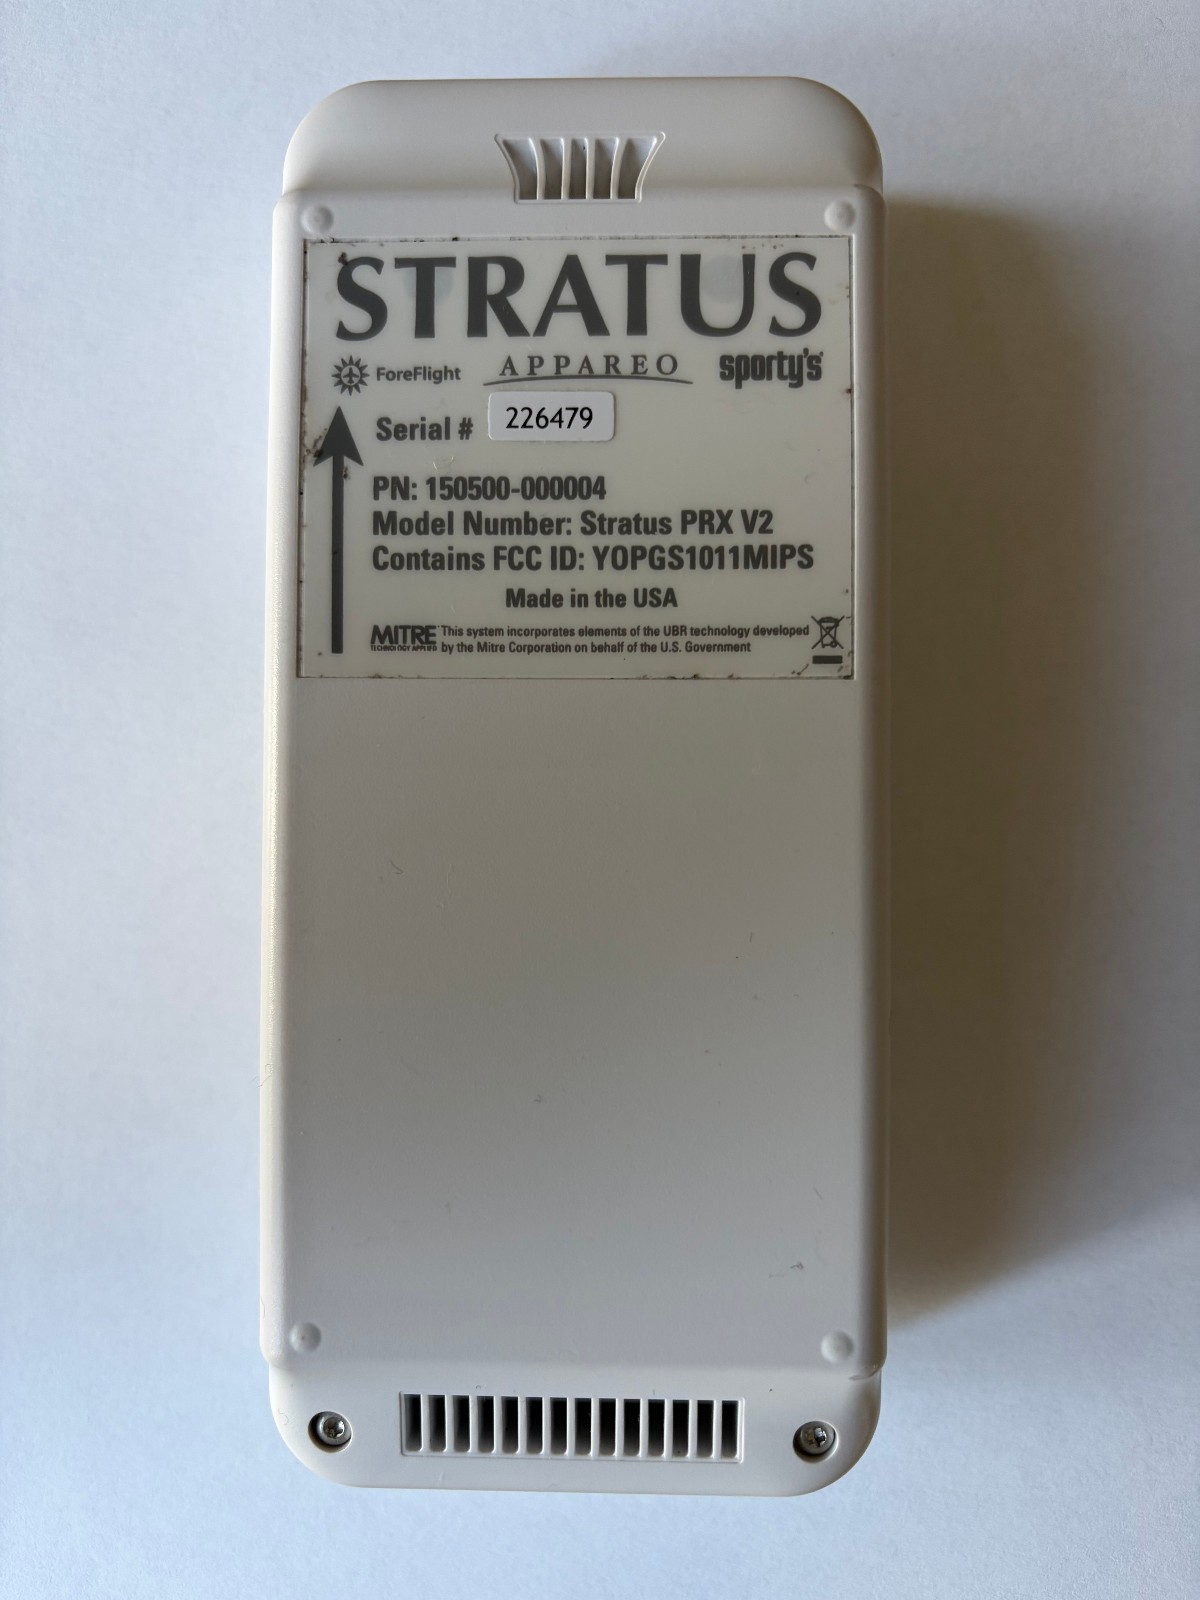 STRATUS
ForeFlight APPAREO sporty's
Serial # 226479
PN: 150500-000004
Model Number: Stratus PRX V2
Contains FCC ID: YOPGS1011MIPS
Made in the USA
MITRE This system incorporates elements of the UBR technology developed
TECHNOLOGY APPLIED by the Mitre Corporation on behalf of the U.S. Government